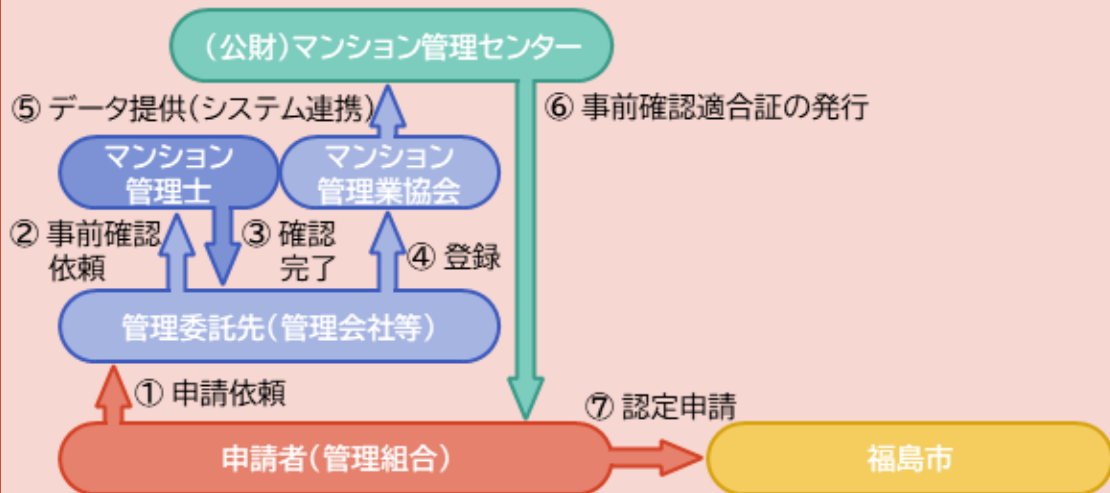 (公財)マンション管理センター
⑤ データ提供(システム連携)
⑥ 事前確認適合証の発行
マンション
管理士
マンション
管理業協会
② 事前確認
依頼
③ 確認
完了
④ 登録
管理委託先(管理会社等)
① 申請依頼
⑦ 認定申請
申請者(管理組合)
福島市